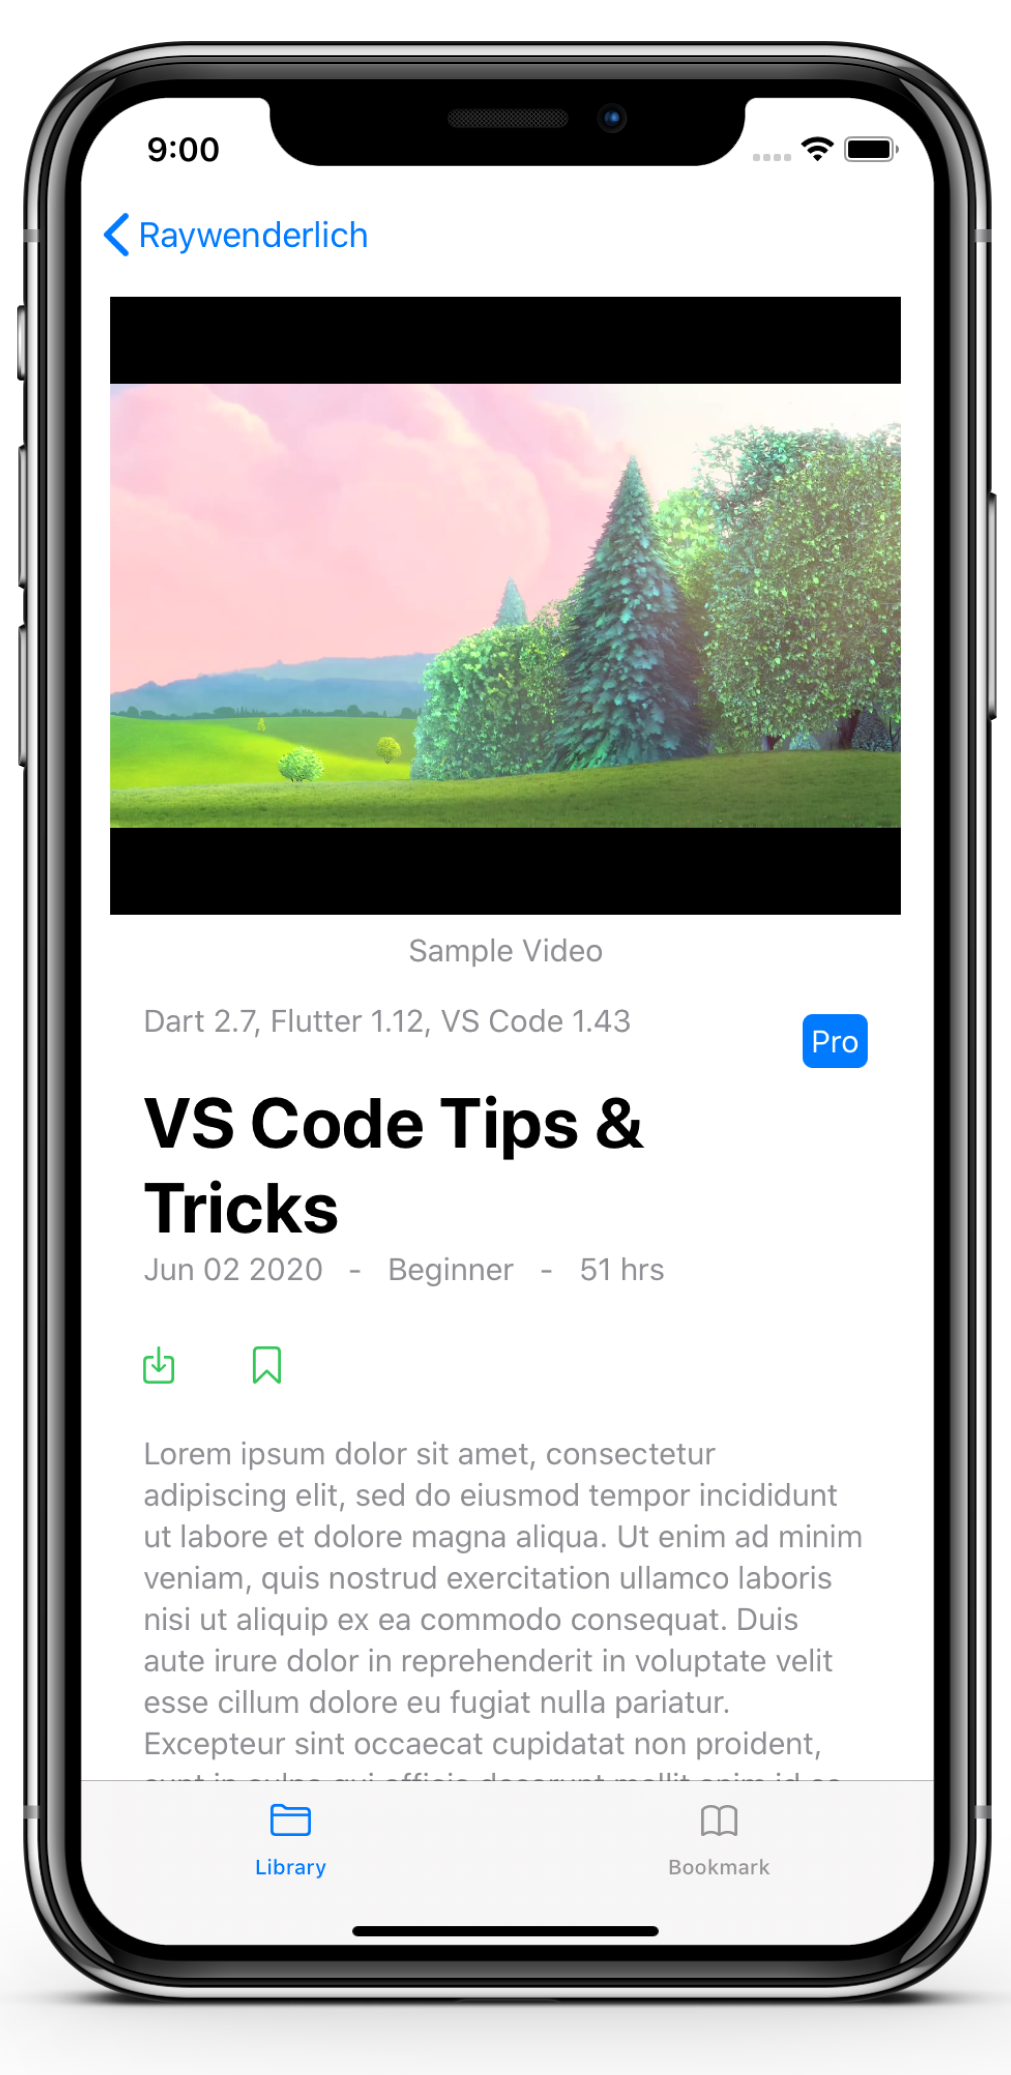 9:00
Raywenderlich
Sample Video
Dart 2.7, Flutter 1.12, VS Code 1.43
Pro
VS Code Tips &
Tricks
Jun 02 2020 - Beginner - 51 hrs
Lorem ipsum dolor sit amet, consectetur
adipiscing elit, sed do eiusmod tempor incididunt
ut labore et dolore magna aliqua. Ut enim ad minim
veniam, quis nostrud exercitation ullamco laboris
nisi ut aliquip ex ea commodo consequat. Duis
aute irure dolor in reprehenderit in voluptate velit
esse cillum dolore eu fugiat nulla pariatur.
Excepteur sint occaecat cupidatat non proident,
Library
Bookmark